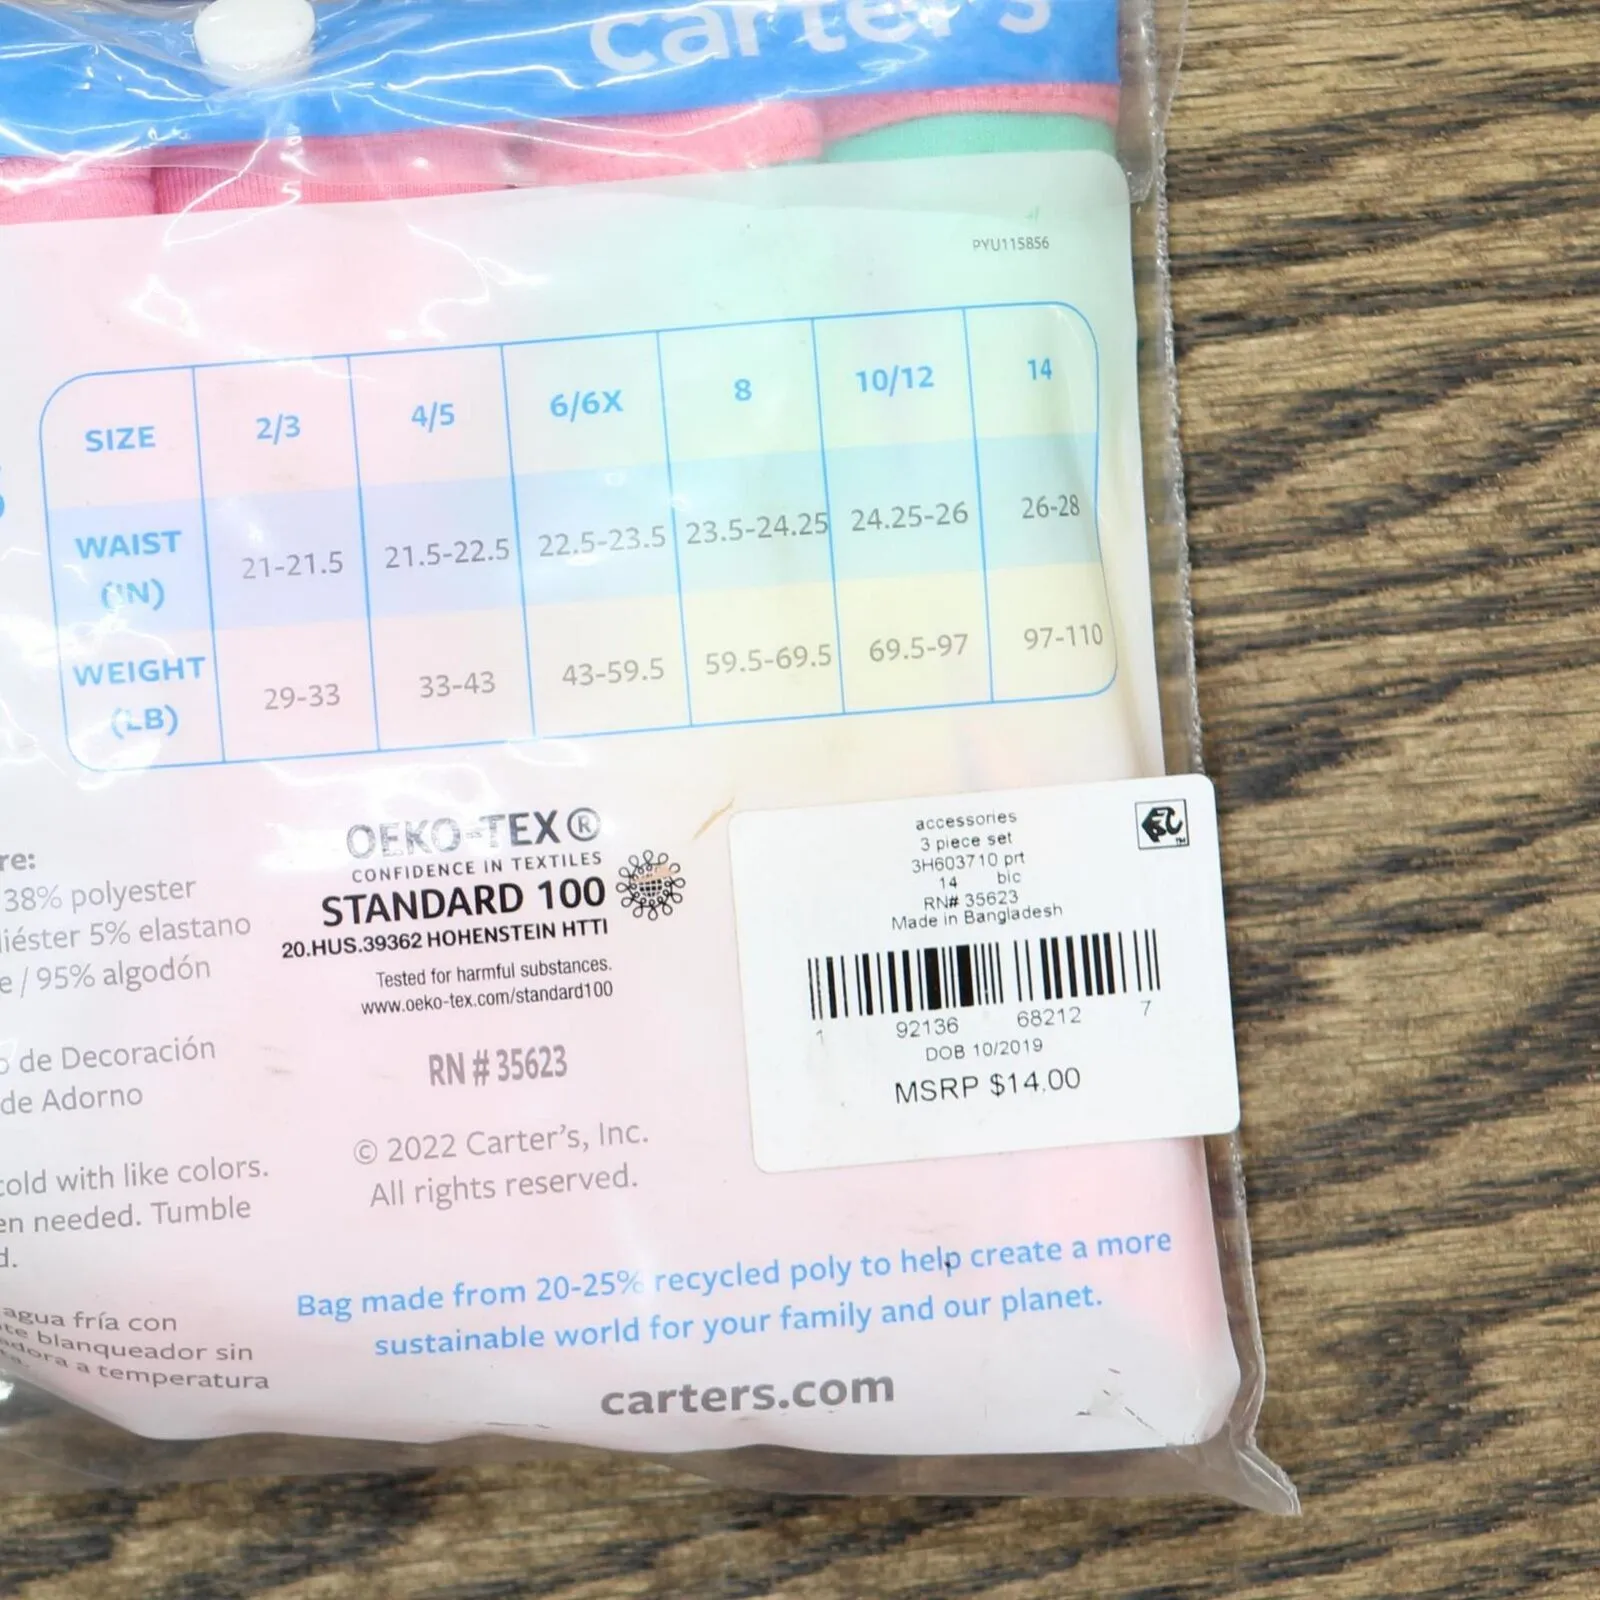 carter's
PYU115856
SIZE 2/3 4/5 6/6X 8 10/12 14
WAIST (IN) 21-21.5 21.5-22.5 22.5-23.5 23.5-24.25 24.25-26 26-28
WEIGHT (LB) 29-33 33-43 43-59.5 59.5-69.5 69.5-97 97-110
re:
38% polyester
liéster 5% elastano
e / 95% algodón
o de Decoración
de Adorno
cold with like colors.
en needed. Tumble
d.
agua fría con
te blanqueador sin
adora a temperatura
OEKO-TEX®
CONFIDENCE IN TEXTILES
STANDARD 100
20.HUS.39362 HOHENSTEIN HTTI
Tested for harmful substances.
www.oeko-tex.com/standard100
RN # 35623
© 2022 Carter's, Inc.
All rights reserved.
accessories
3 piece set
3H603710 prt
14 bic
RN# 35623
Made in Bangladesh
1 92136 68212 7
DOB 10/2019
MSRP $14.00
Bag made from 20-25% recycled poly to help create a more
sustainable world for your family and our planet.
carters.com